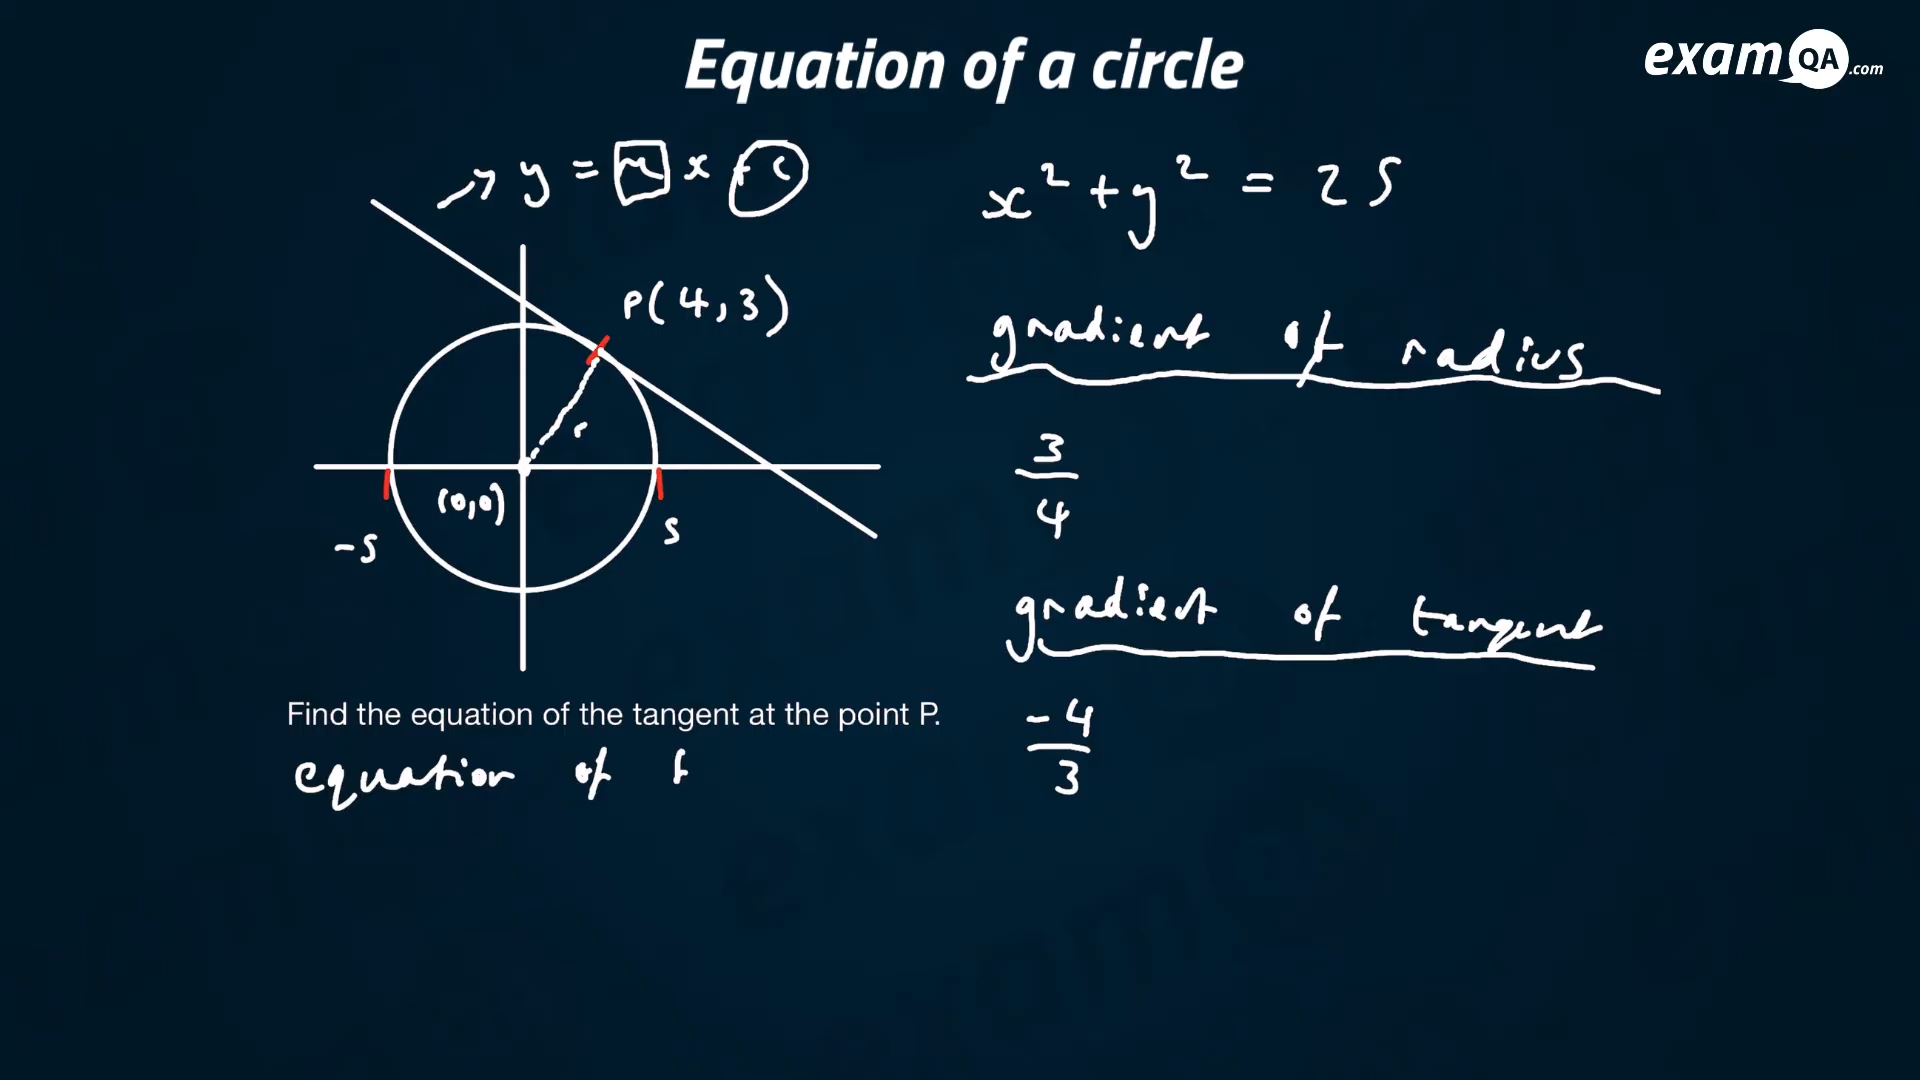 Equation of a circle
examQA.com
y = mx + c
x² + y² = 25
P(4,3)
gradient of radius
r
3
4
(0,0)
-5
5
gradient of tangent
Find the equation of the tangent at the point P.
-4
3
equation of t